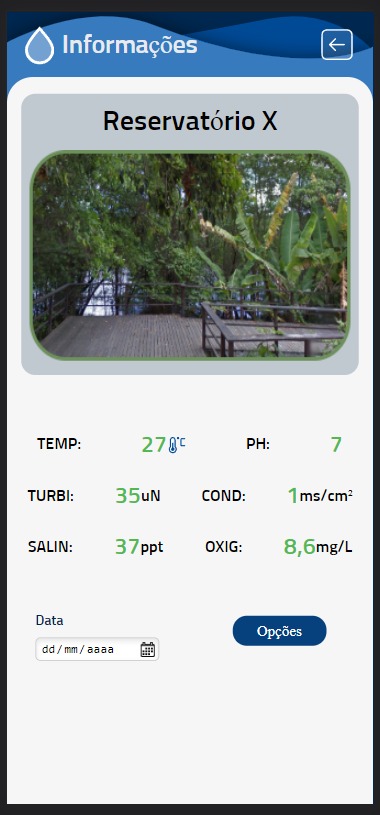 Informações
Reservatório X
TEMP: 27°C PH: 7
TURBI: 35uN COND: 1ms/cm²
SALIN: 37ppt OXIG: 8,6mg/L
Data
dd/mm/aaaa
Opções